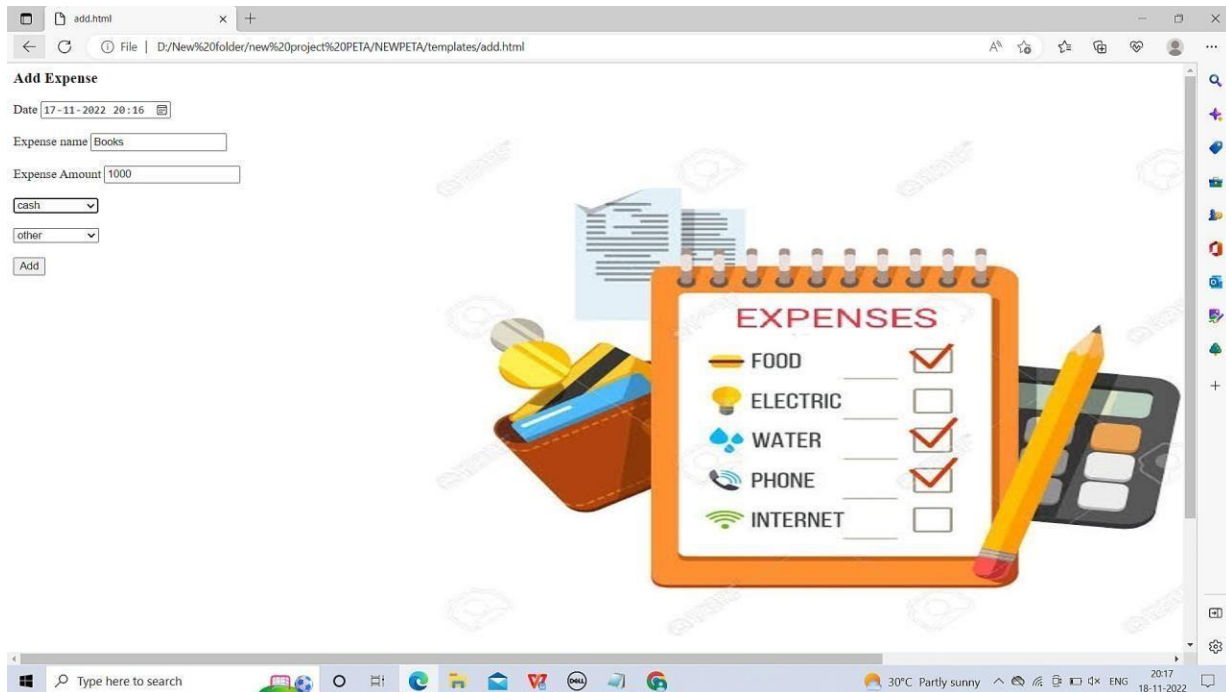 add.html
File | D:/New%20folder/new%20project%20PETA/NEWPETA/templates/add.html
Add Expense
Date 17-11-2022 20:16
Expense name Books
Expense Amount 1000
cash
other
Add
EXPENSES
FOOD
ELECTRIC
WATER
PHONE
INTERNET
Type here to search
DELL
30°C Partly sunny
ENG
20:17
18-11-2022